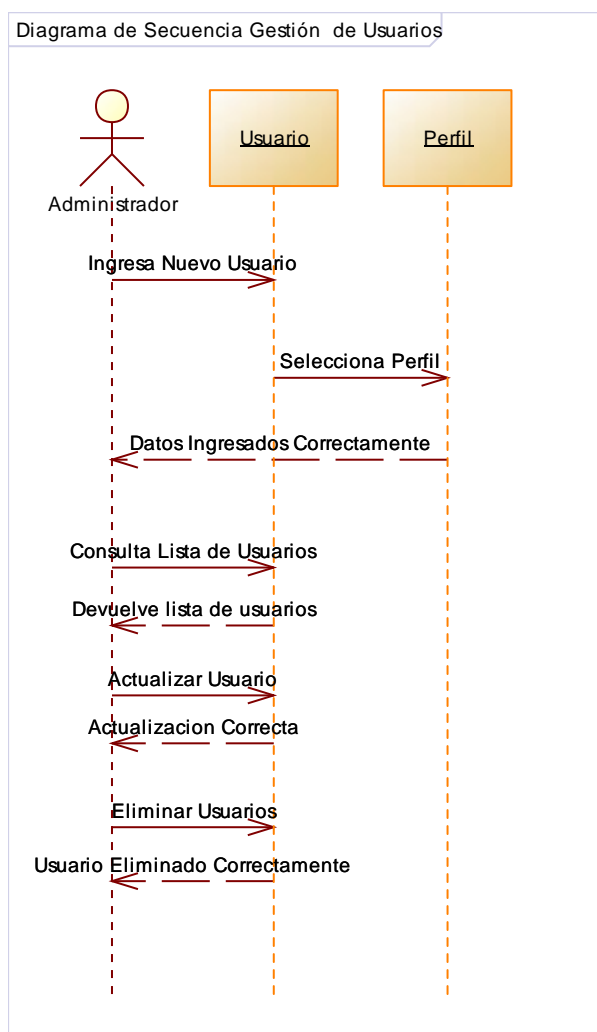 Diagrama de Secuencia Gestión de Usuarios
Usuario
Perfil
Administrador
Ingresa Nuevo Usuario
Selecciona Perfil
Datos Ingresados Correctamente
Consulta Lista de Usuarios
Devuelve lista de usuarios
Actualizar Usuario
Actualizacion Correcta
Eliminar Usuarios
Usuario Eliminado Correctamente